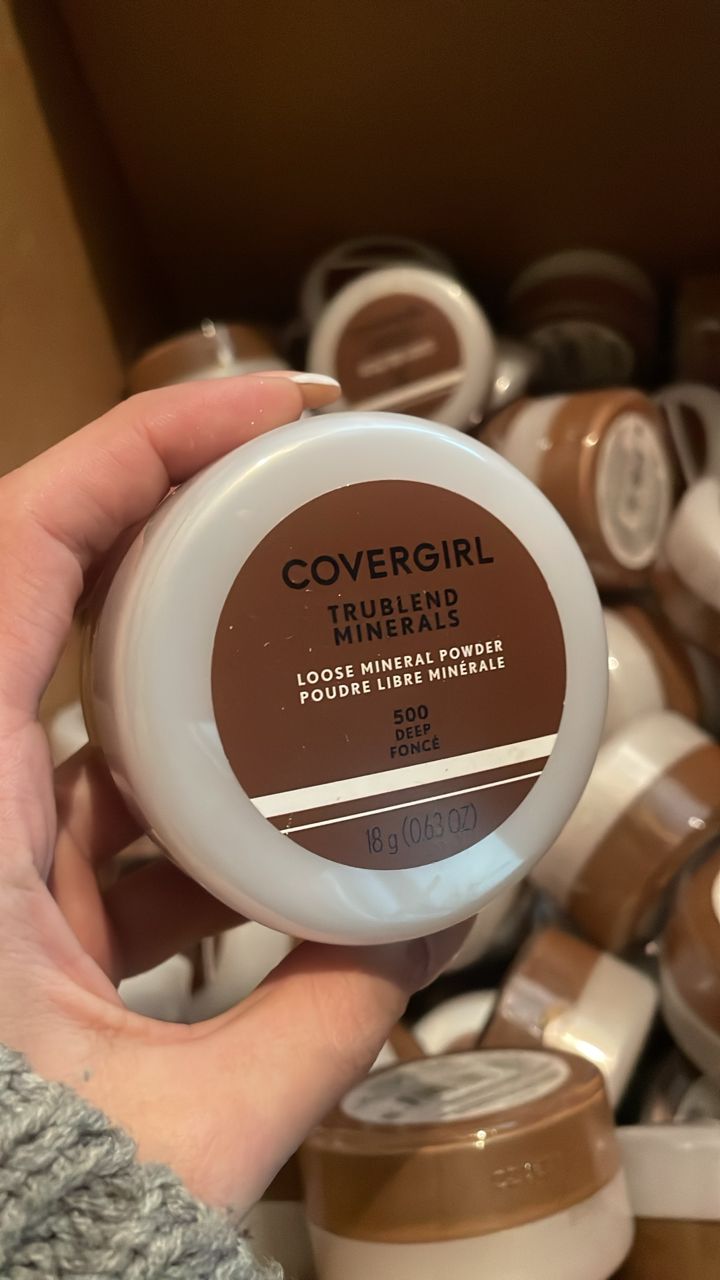 COVERGIRL
TRUBLEND
MINERALS
LOOSE MINERAL POWDER
POUDRE LIBRE MINÉRALE
500
DEEP
FONCÉ
18 g (0.63 OZ)